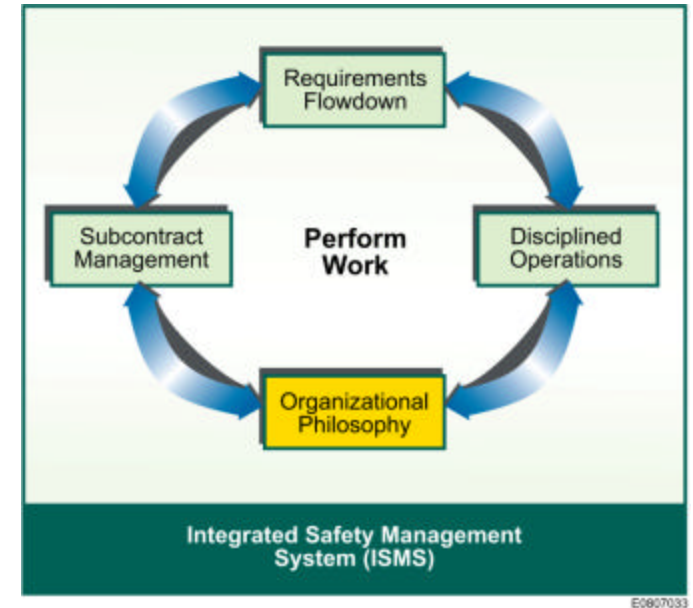 Requirements
Flowdown
Subcontract
Management
Perform
Work
Disciplined
Operations
Organizational
Philosophy
Integrated Safety Management
System (ISMS)
E0807033